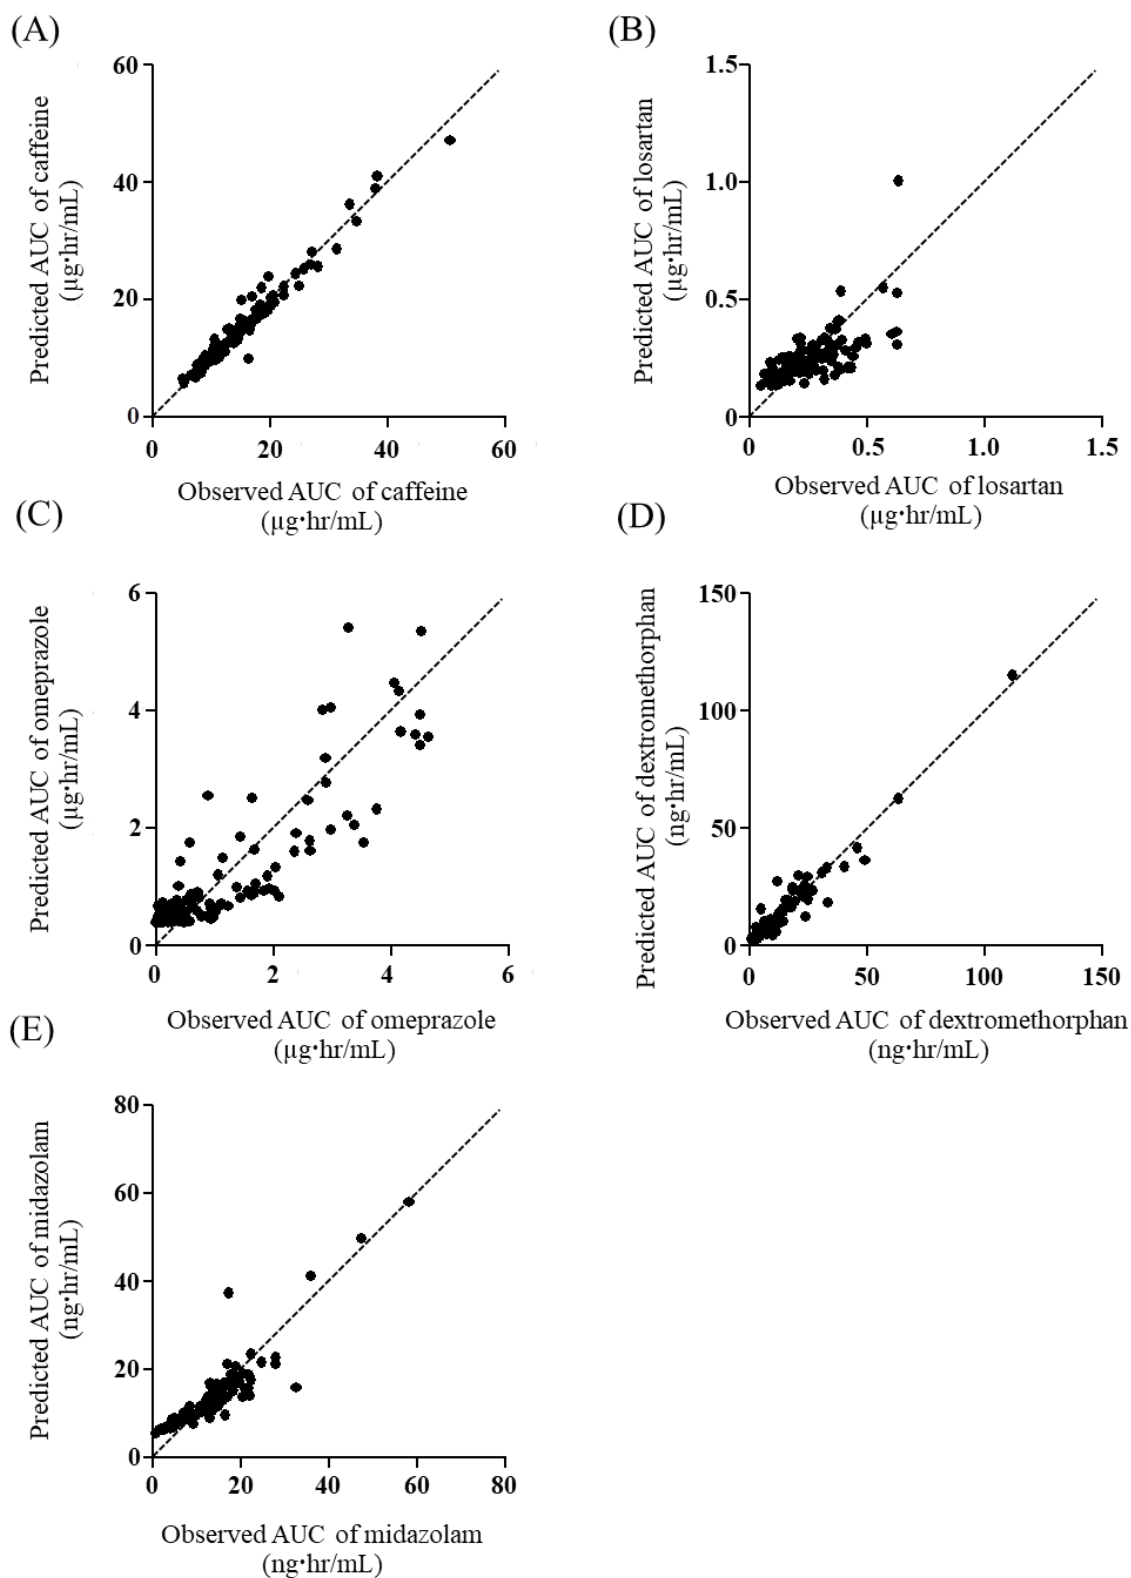 (A)
60
40
20
0
0 20 40 60
Predicted AUC of caffeine
(µg•hr/mL)
Observed AUC of caffeine
(µg•hr/mL)
(B)
1.5
1.0
0.5
0
0 0.5 1.0 1.5
Predicted AUC of losartan
(µg•hr/mL)
Observed AUC of losartan
(µg•hr/mL)
(C)
6
4
2
0
0 2 4 6
Predicted AUC of omeprazole
(µg•hr/mL)
Observed AUC of omeprazole
(µg•hr/mL)
(D)
150
100
50
0
0 50 100 150
Predicted AUC of dextromethorphan
(ng•hr/mL)
Observed AUC of dextromethorphan
(ng•hr/mL)
(E)
80
60
40
20
0
0 20 40 60 80
Predicted AUC of midazolam
(ng•hr/mL)
Observed AUC of midazolam
(ng•hr/mL)